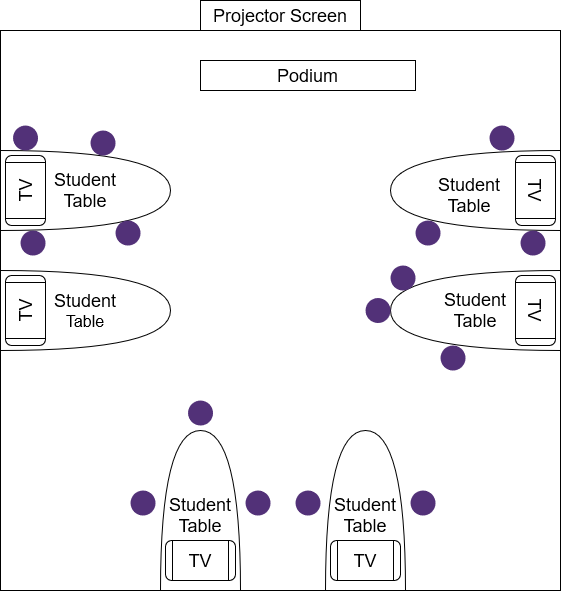 Projector Screen
Podium
TV
Student
Table
Student
Table
TV
TV
Student
Table
Student
Table
TV
Student
Table
TV
Student
Table
TV